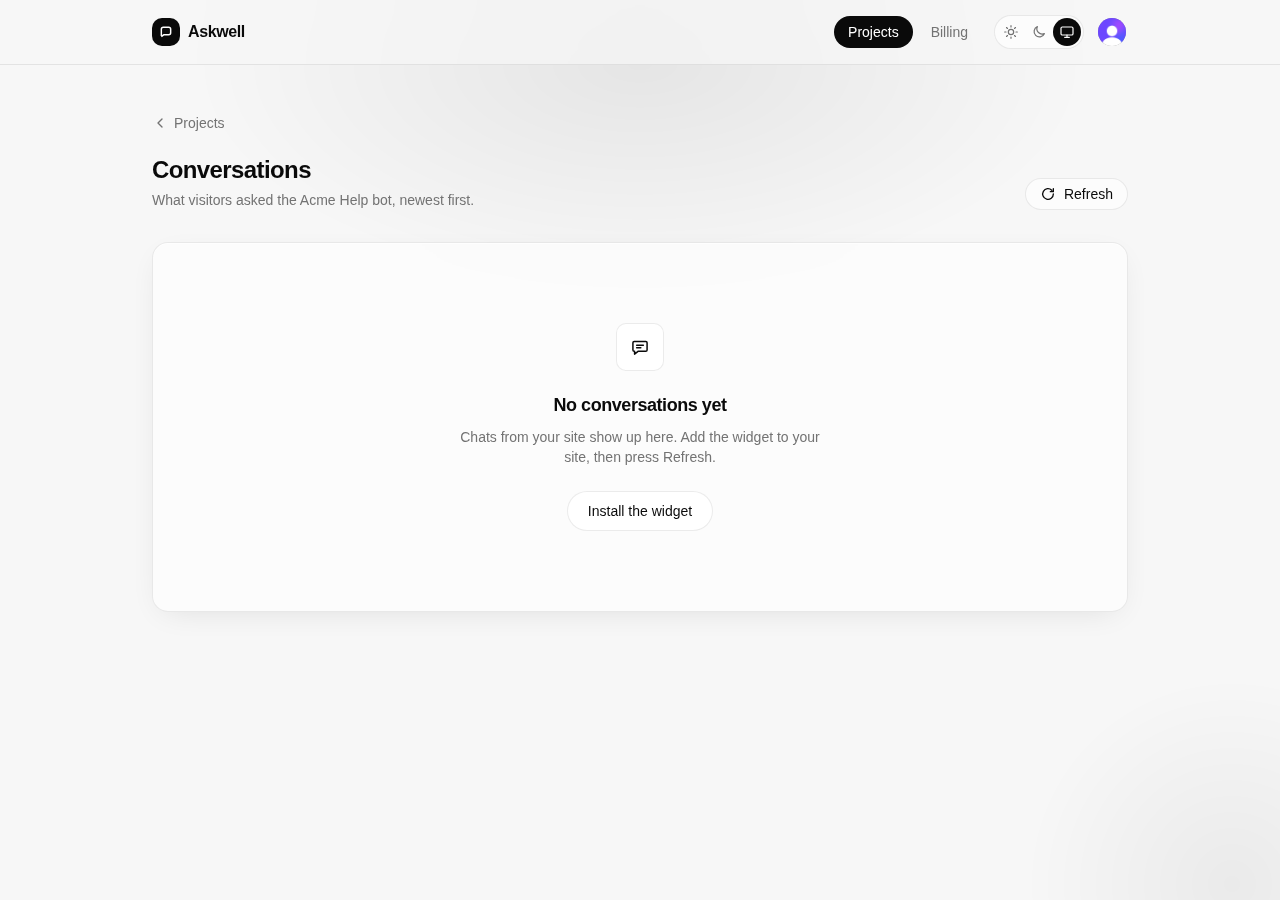 Askwell
Projects
Billing
Projects
Conversations
What visitors asked the Acme Help bot, newest first.
Refresh
No conversations yet
Chats from your site show up here. Add the widget to your
site, then press Refresh.
Install the widget